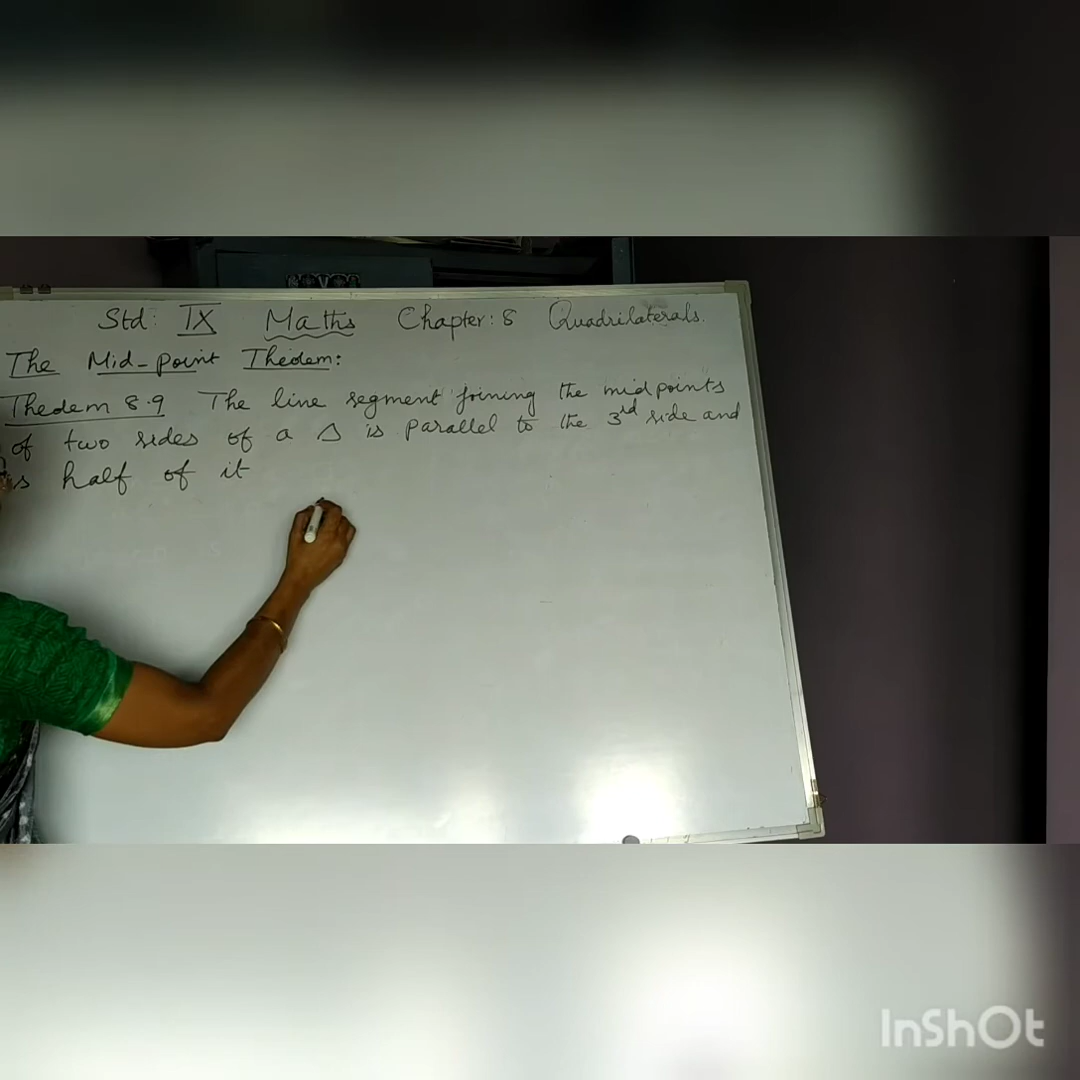 Std: IX Maths Chapter: 8 Quadrilaterals.
The Mid-point Theorem:
Theorem 8.9 The line segment joining the midpoints
of two sides of a Δ is parallel to the 3rd side and
is half of it
InShOt